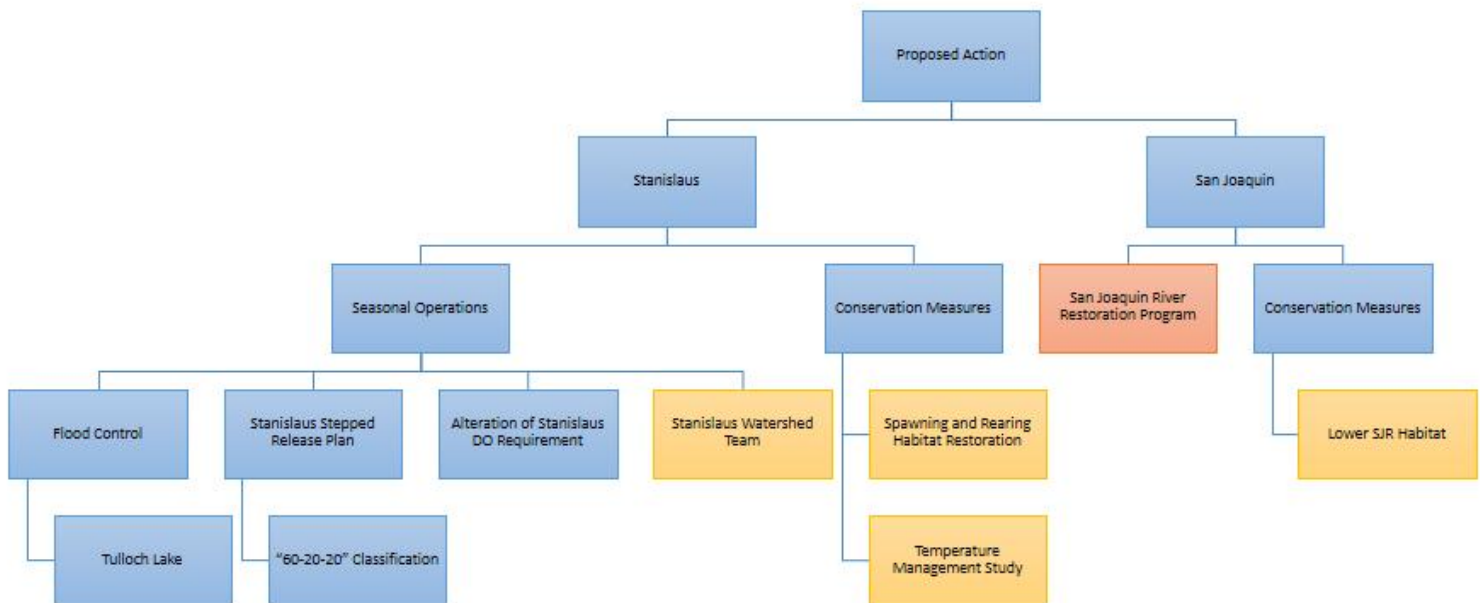 Proposed Action
Stanislaus
San Joaquin
Seasonal Operations
Conservation Measures
San Joaquin River
Restoration Program
Conservation Measures
Flood Control
Stanislaus Stepped
Release Plan
Alteration of Stanislaus
DO Requirement
Stanislaus Watershed
Team
Spawning and Rearing
Habitat Restoration
Lower SJR Habitat
Tulloch Lake
“60-20-20” Classification
Temperature
Management Study